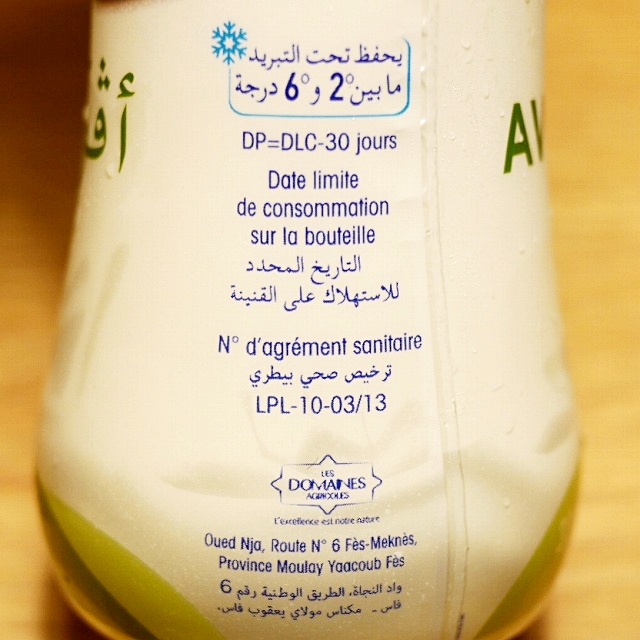 يحفظ تحت التبريد
ما بين °2 و °6 درجة
DP=DLC-30 jours
Date limite
de consommation
sur la bouteille
التاريخ المحدد
للاستهلاك على القنينة
N° d'agrément sanitaire
ترخيص صحي بيطري
LPL-10-03/13
LES
DOMAINES
AGRICOLES
L'excellence est notre nature
Oued Nja, Route N° 6 Fès-Meknès,
Province Moulay Yaacoub Fès
واد النجاة، الطريق الوطنية رقم 6
فاس - مكناس مولاي يعقوب فاس.